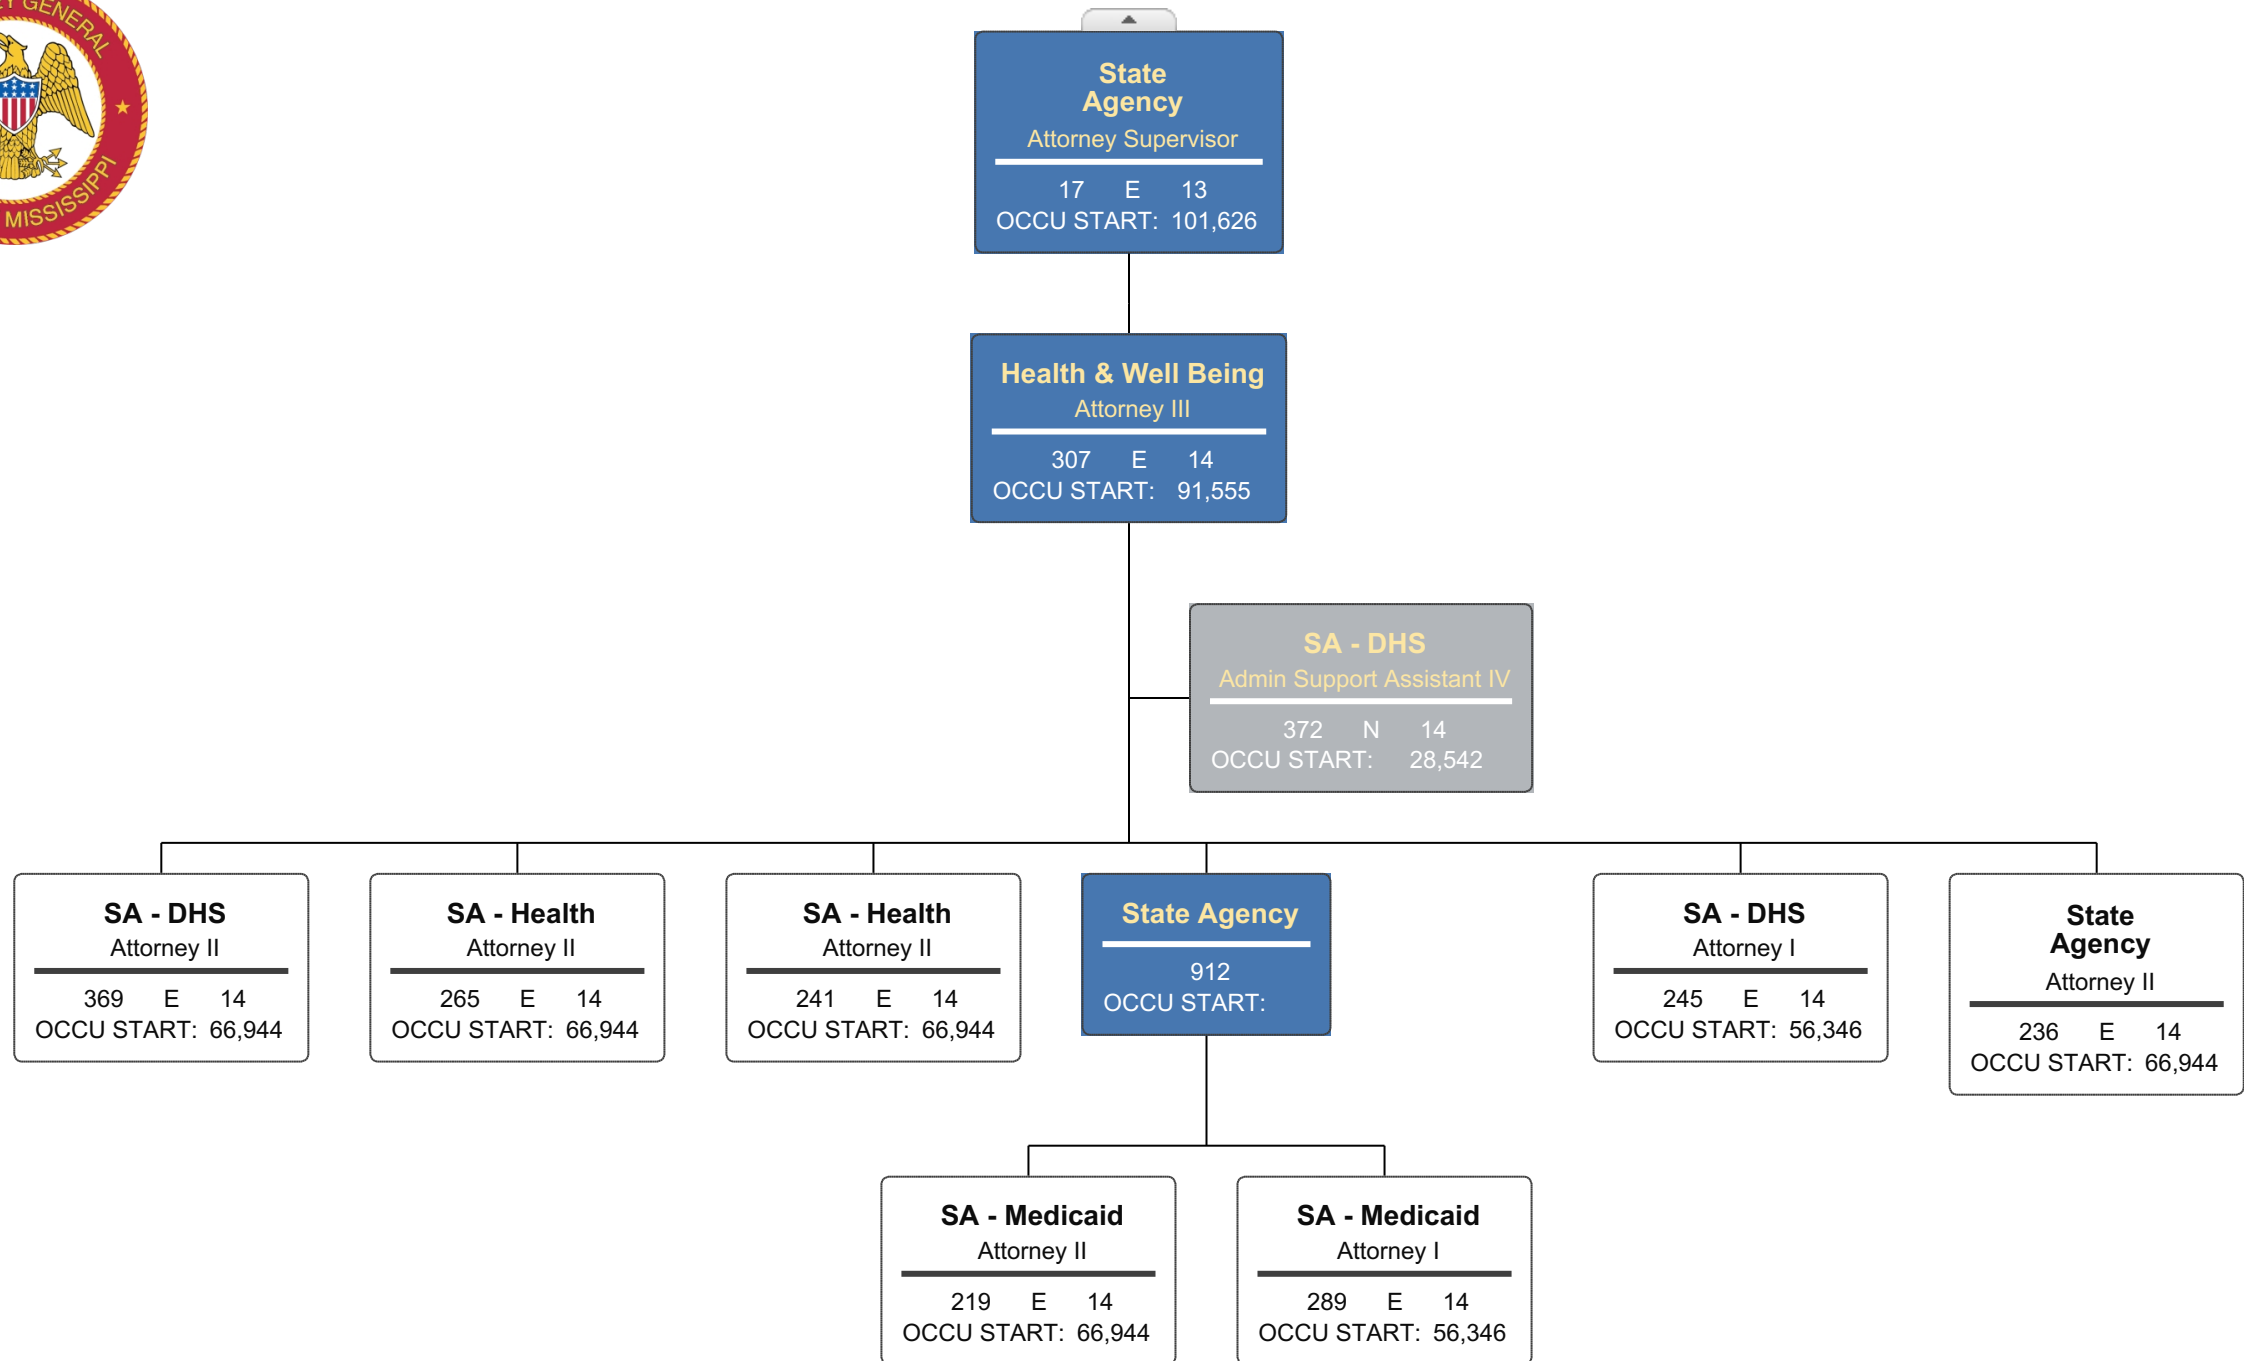 EY GENERAL
MISSISSIPPI
State
Agency
Attorney Supervisor
17 E 13
OCCU START: 101,626
Health & Well Being
Attorney III
307 E 14
OCCU START: 91,555
SA - DHS
Admin Support Assistant IV
372 N 14
OCCU START: 28,542
SA - DHS
Attorney II
369 E 14
OCCU START: 66,944
SA - Health
Attorney II
265 E 14
OCCU START: 66,944
SA - Health
Attorney II
241 E 14
OCCU START: 66,944
State Agency
912
OCCU START:
SA - DHS
Attorney I
245 E 14
OCCU START: 56,346
State
Agency
Attorney II
236 E 14
OCCU START: 66,944
SA - Medicaid
Attorney II
219 E 14
OCCU START: 66,944
SA - Medicaid
Attorney I
289 E 14
OCCU START: 56,346